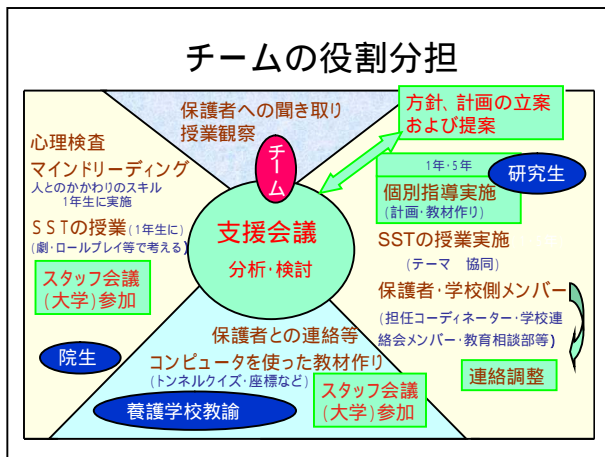 チームの役割分担
保護者への聞き取り
授業観察
チーム
方針、計画の立案
および提案
心理検査
マインドリーディング
人とのかかわりのスキル
1年生に実施
SSTの授業(1年生に)
(劇・ロールプレイ等で考える)
スタッフ会議
(大学)参加
院生
支援会議
分析・検討
1年・5年
研究生
個別指導実施
(計画・教材作り)
SSTの授業実施
(テーマ 協同)
保護者・学校側メンバー
(担任コーディネーター・学校連
絡会メンバー・教育相談部等)
連絡調整
保護者との連絡等
コンピュータを使った教材作り
(トンネルクイズ・座標など)
スタッフ会議
(大学)参加
養護学校教諭